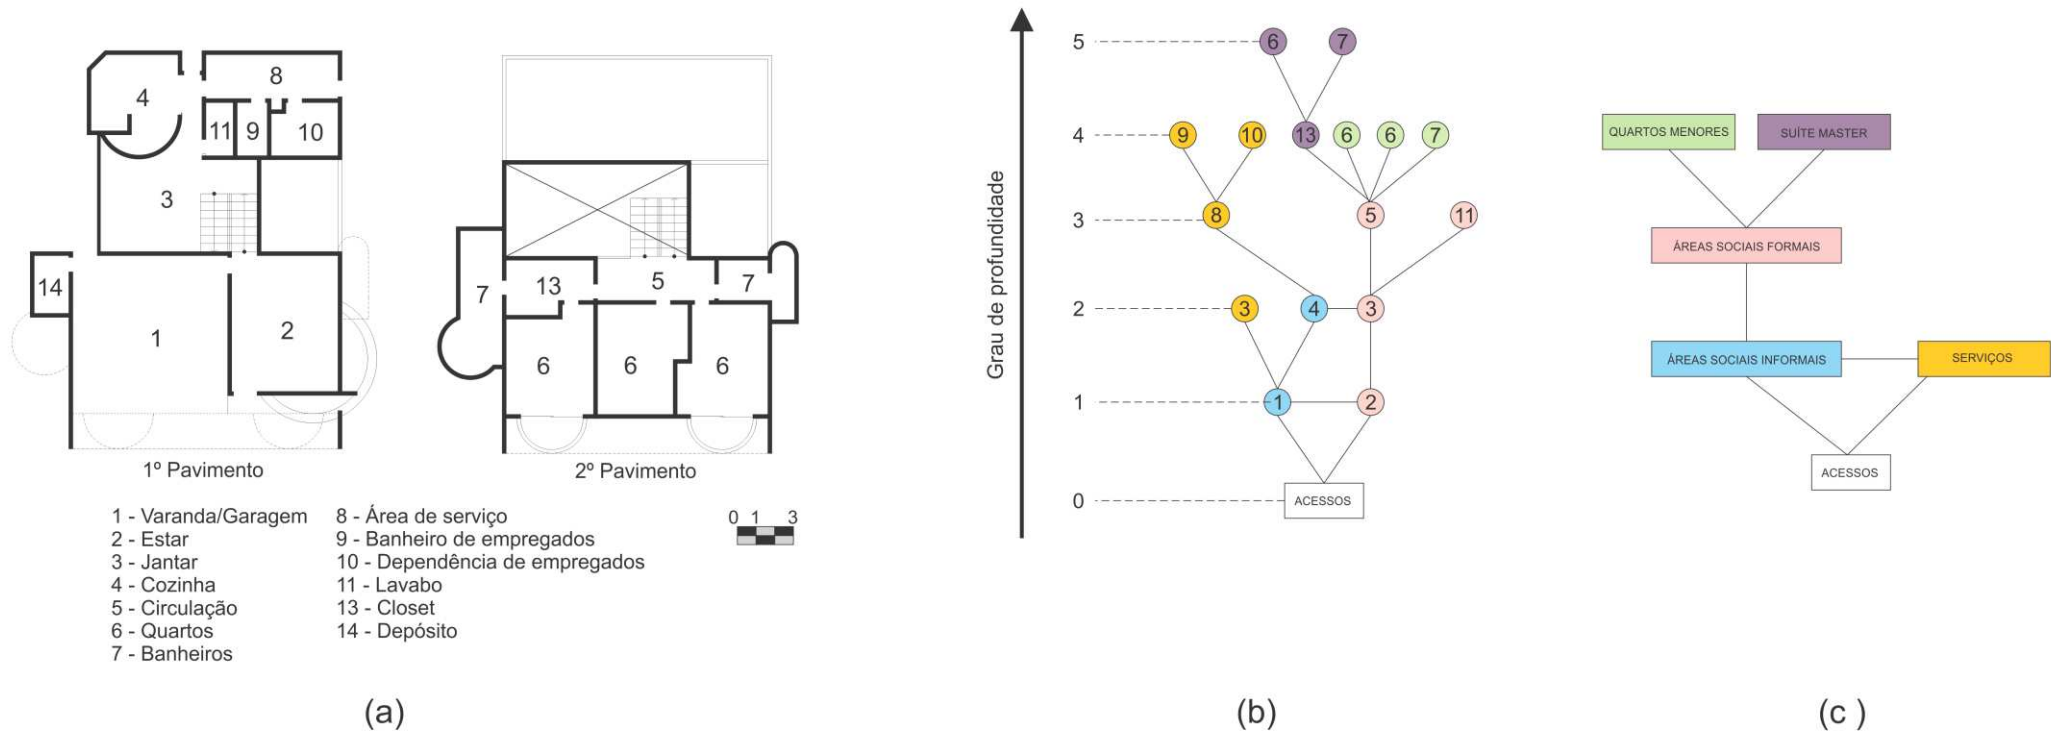 4
8
11
9
10
3
14
1
2
1º Pavimento
7
13
5
7
6
6
6
2º Pavimento
1 - Varanda/Garagem
2 - Estar
3 - Jantar
4 - Cozinha
5 - Circulação
6 - Quartos
7 - Banheiros
8 - Área de serviço
9 - Banheiro de empregados
10 - Dependência de empregados
11 - Lavabo
13 - Closet
14 - Depósito
0 1 3
(a)
Grau de profundidade
5 6 7
4 9 10 13 6 6 7
3 8 5 11
2 3 4 3
1 1 2
0 ACESSOS
(b)
QUARTOS MENORES SUÍTE MASTER
ÁREAS SOCIAIS FORMAIS
ÁREAS SOCIAIS INFORMAIS SERVIÇOS
ACESSOS
(c )